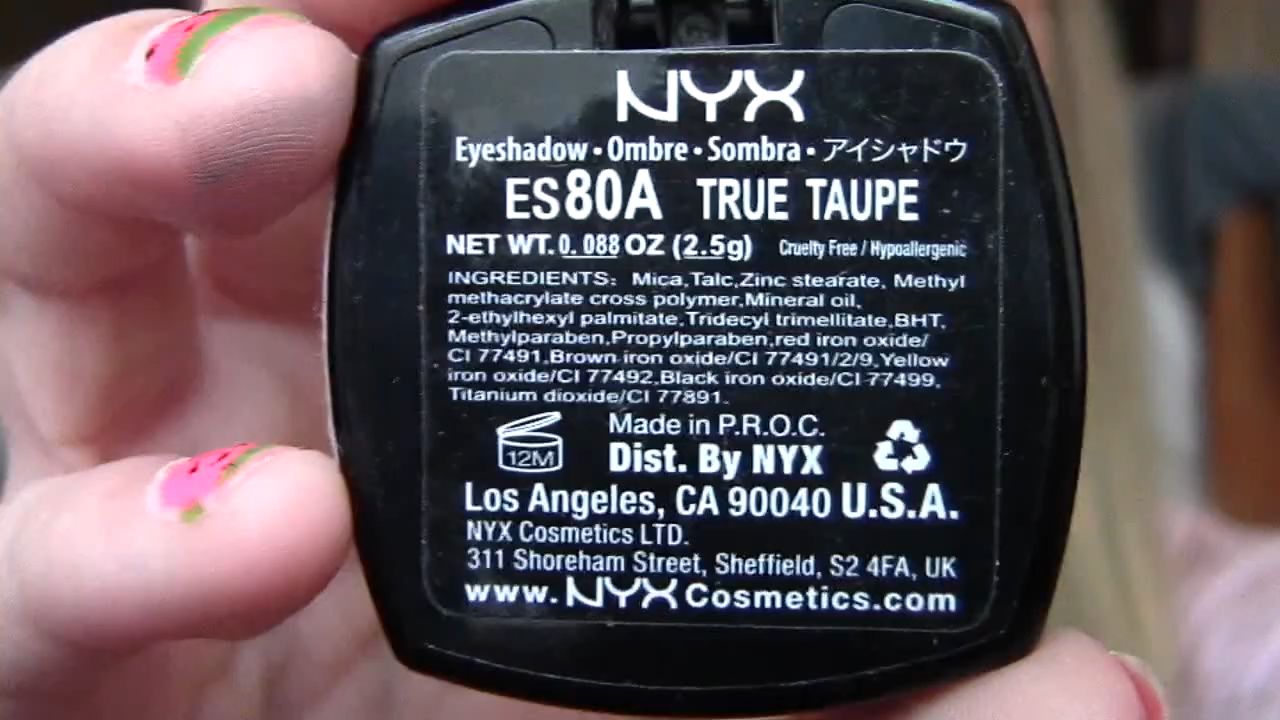 NYX
Eyeshadow • Ombre • Sombra • アイシャドウ
ES80A TRUE TAUPE
NET WT. 0.088 OZ (2.5g) Cruelty Free / Hypoallergenic
INGREDIENTS: Mica,Talc,Zinc stearate, Methyl
methacrylate cross polymer,Mineral oil,
2-ethylhexyl palmitate,Tridecyl trimellitate,BHT,
Methylparaben,Propylparaben,red iron oxide/
CI 77491,Brown iron oxide/CI 77491/2/9,Yellow
iron oxide/CI 77492,Black iron oxide/CI 77499,
Titanium dioxide/CI 77891.
Made in P.R.O.C.
12M
Dist. By NYX
Los Angeles, CA 90040 U.S.A.
NYX Cosmetics LTD.
311 Shoreham Street, Sheffield, S2 4FA, UK
www.NYXCosmetics.com